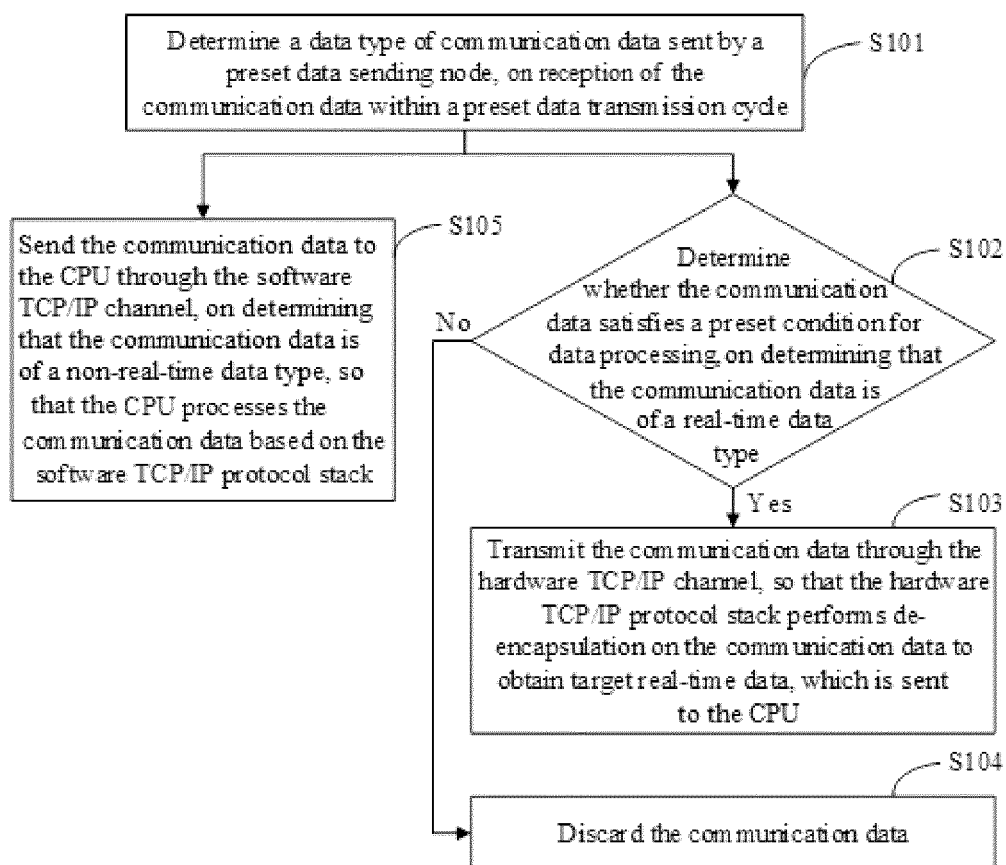 Determine a data type of communication data sent by a
preset data sending node, on reception of the
communication data within a preset data transmission cycle
S101
Send the communication data to
the CPU through the software
TCP/IP channel, on determining
that the communication data is
of a non-real-time data type, so
that the CPU processes the
communication data based on the
software TCP/IP protocol stack
S105
Determine
whether the communication
data satisfies a preset condition for
data processing, on determining that
the communication data is
of a real-time data
type
S102
No
Yes
Transmit the communication data through the
hardware TCP/IP channel, so that the hardware
TCP/IP protocol stack performs de-
encapsulation on the communication data to
obtain target real-time data, which is sent
to the CPU
S103
Discard the communication data
S104